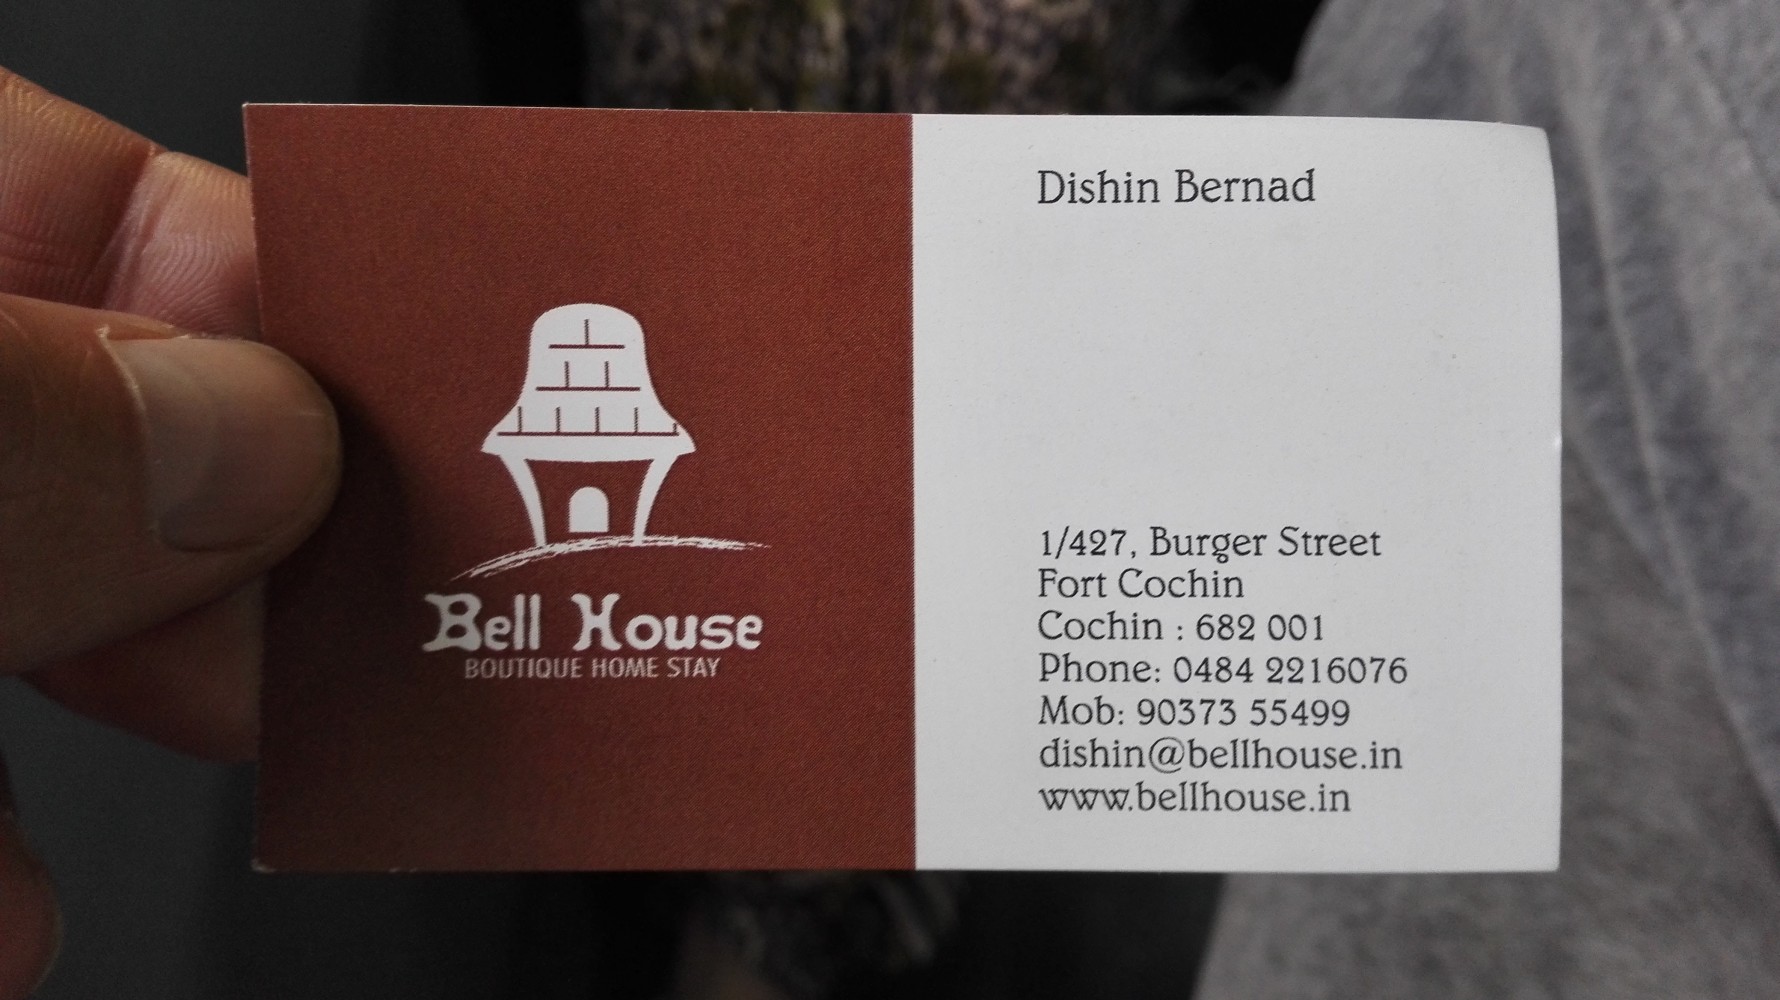 Bell House
BOUTIQUE HOME STAY
Dishin Bernad
1/427, Burger Street
Fort Cochin
Cochin : 682 001
Phone: 0484 2216076
Mob: 90373 55499
dishin@bellhouse.in
www.bellhouse.in